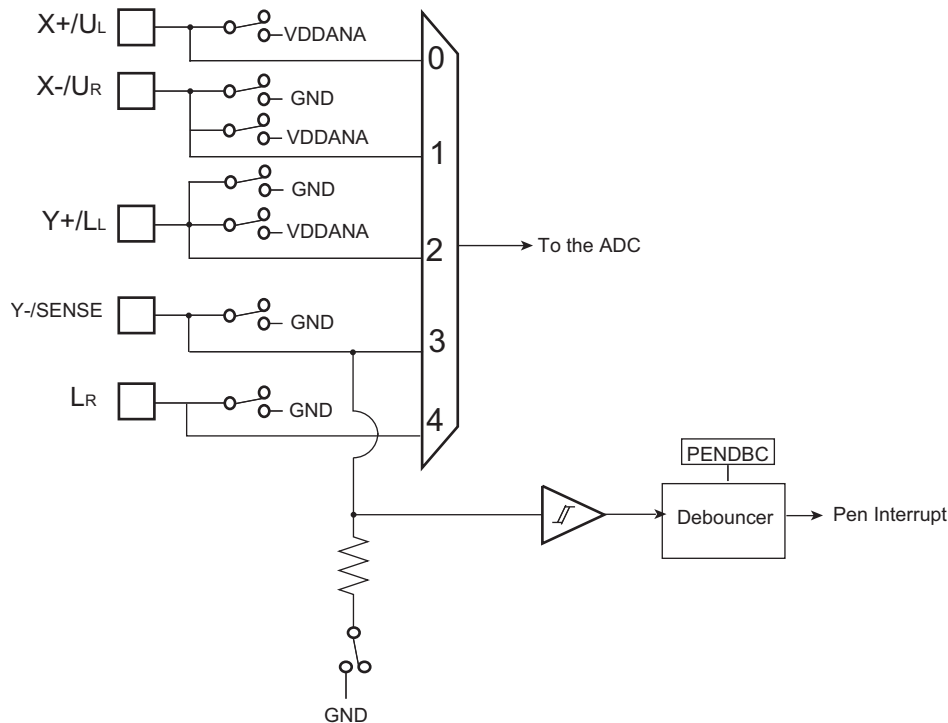 X+/UL
VDDANA
0
X-/UR
GND
VDDANA
1
GND
Y+/LL
VDDANA
2
To the ADC
Y-/SENSE
GND
3
LR
GND
4
PENDBC
Debouncer
Pen Interrupt
GND